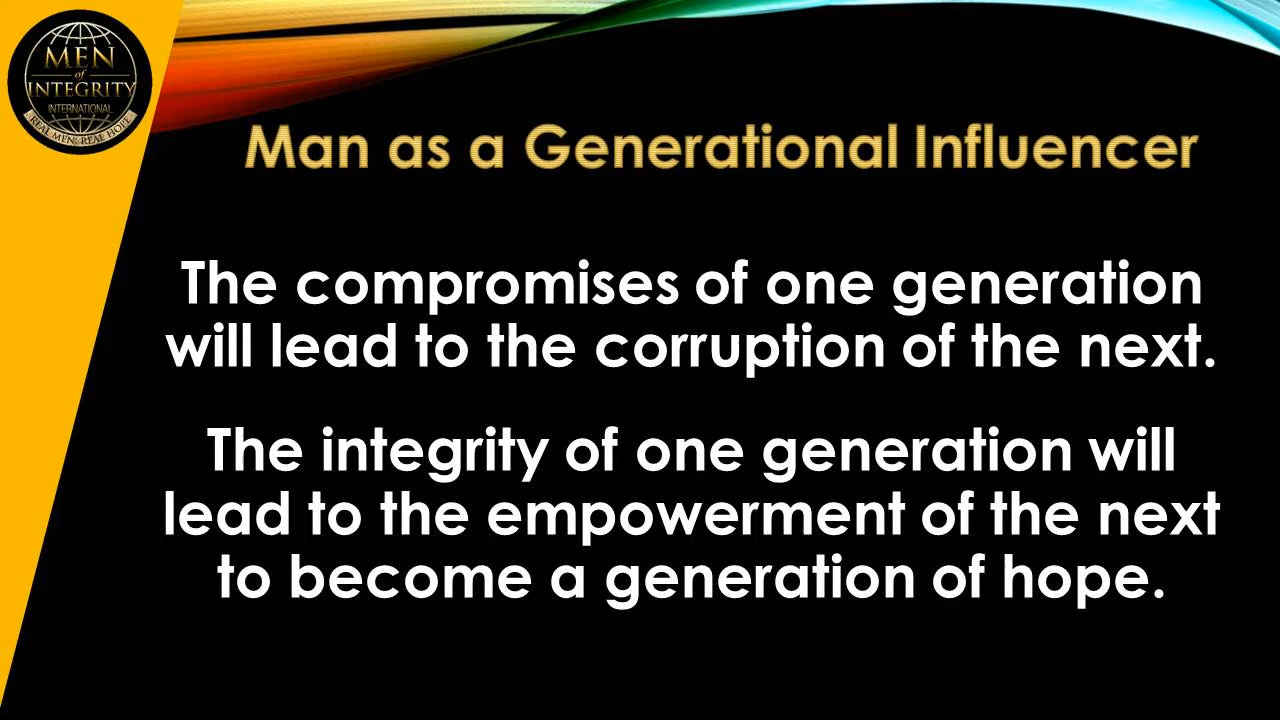 MEN
of
INTEGRITY
INTERNATIONAL
REAL MEN: REAL HOPE
Man as a Generational Influencer
The compromises of one generation
will lead to the corruption of the next.
The integrity of one generation will
lead to the empowerment of the next
to become a generation of hope.